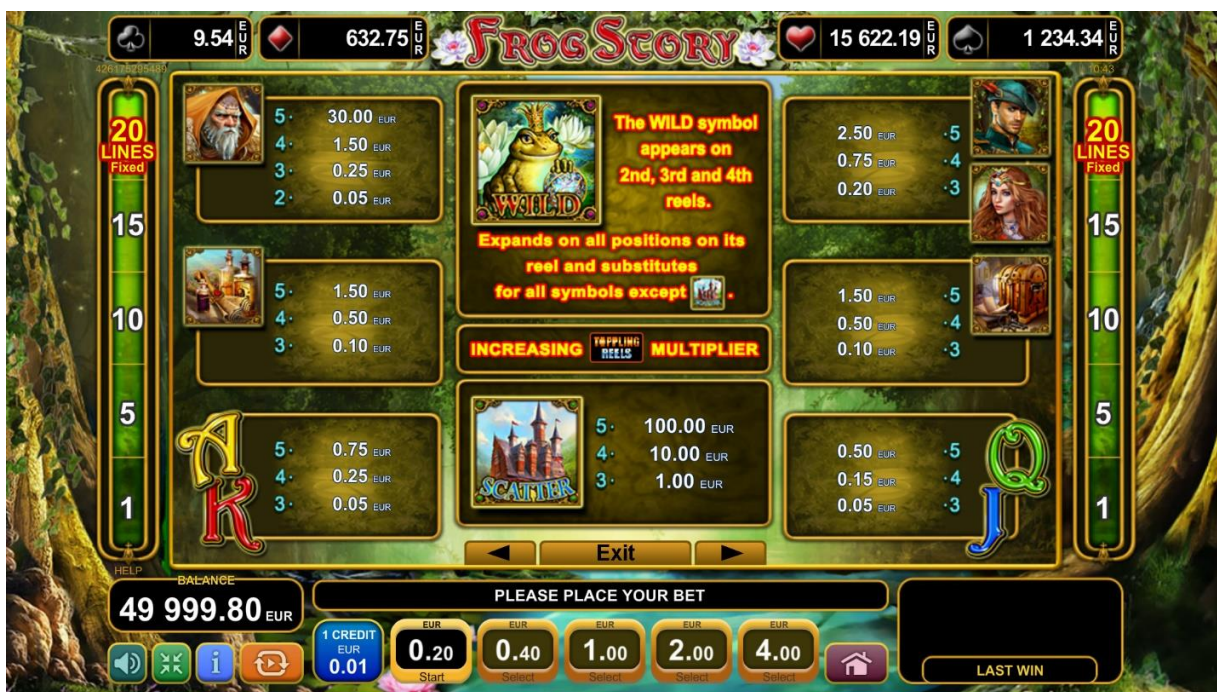 9.54 EUR
632.75 EUR
FROG STORY
15 622.19 EUR
1 234.34 EUR
426175295480
0:43
20
LINES
Fixed
15
10
5
1
HELP
5· 30.00 EUR
4· 1.50 EUR
3· 0.25 EUR
2· 0.05 EUR
WILD
The WILD symbol
appears on
2nd, 3rd and 4th
reels.
Expands on all positions on its
reel and substitutes
for all symbols except .
2.50 EUR ·5
0.75 EUR ·4
0.20 EUR ·3
5· 1.50 EUR
4· 0.50 EUR
3· 0.10 EUR
INCREASING TOPPLING REELS MULTIPLIER
1.50 EUR ·5
0.50 EUR ·4
0.10 EUR ·3
A
K
5· 0.75 EUR
4· 0.25 EUR
3· 0.05 EUR
SCATTER
5· 100.00 EUR
4· 10.00 EUR
3· 1.00 EUR
0.50 EUR ·5
0.15 EUR ·4
0.05 EUR ·3
Q
J
20
LINES
Fixed
15
10
5
1
Exit
BALANCE
49 999.80 EUR
PLEASE PLACE YOUR BET
1 CREDIT
EUR
0.01
EUR
0.20
Start
EUR
0.40
Select
EUR
1.00
Select
EUR
2.00
Select
EUR
4.00
Select
LAST WIN